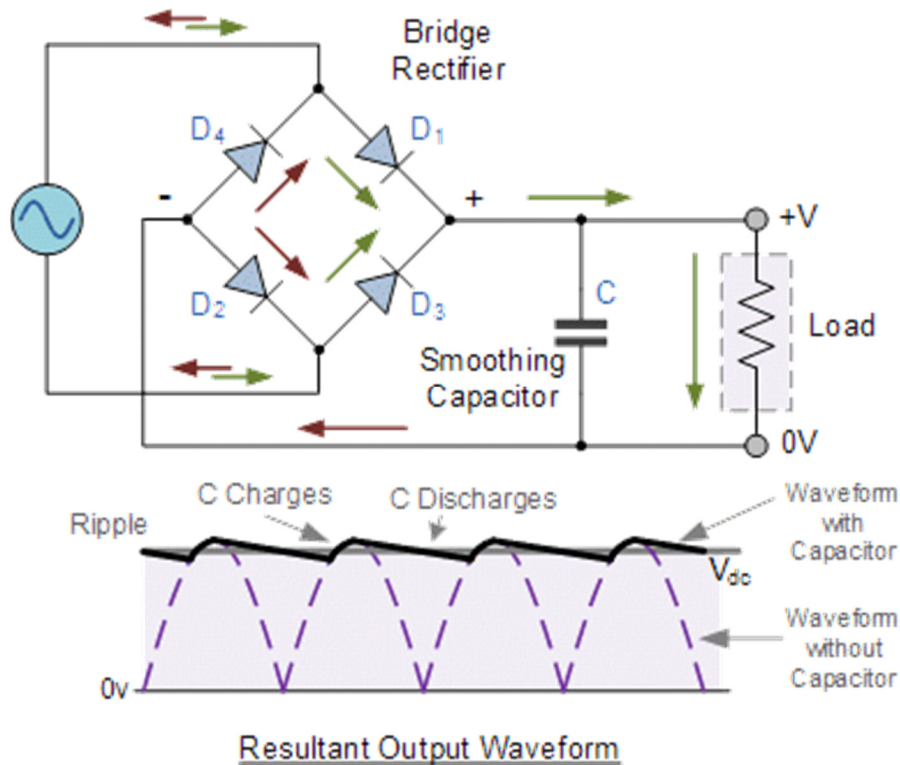 Bridge
Rectifier
D4
D1
-
+
+V
D2
D3
C
Load
Smoothing
Capacitor
0V
C Charges
C Discharges
Waveform
with
Capacitor
Ripple
Vdc
Waveform
without
Capacitor
0v
Resultant Output Waveform